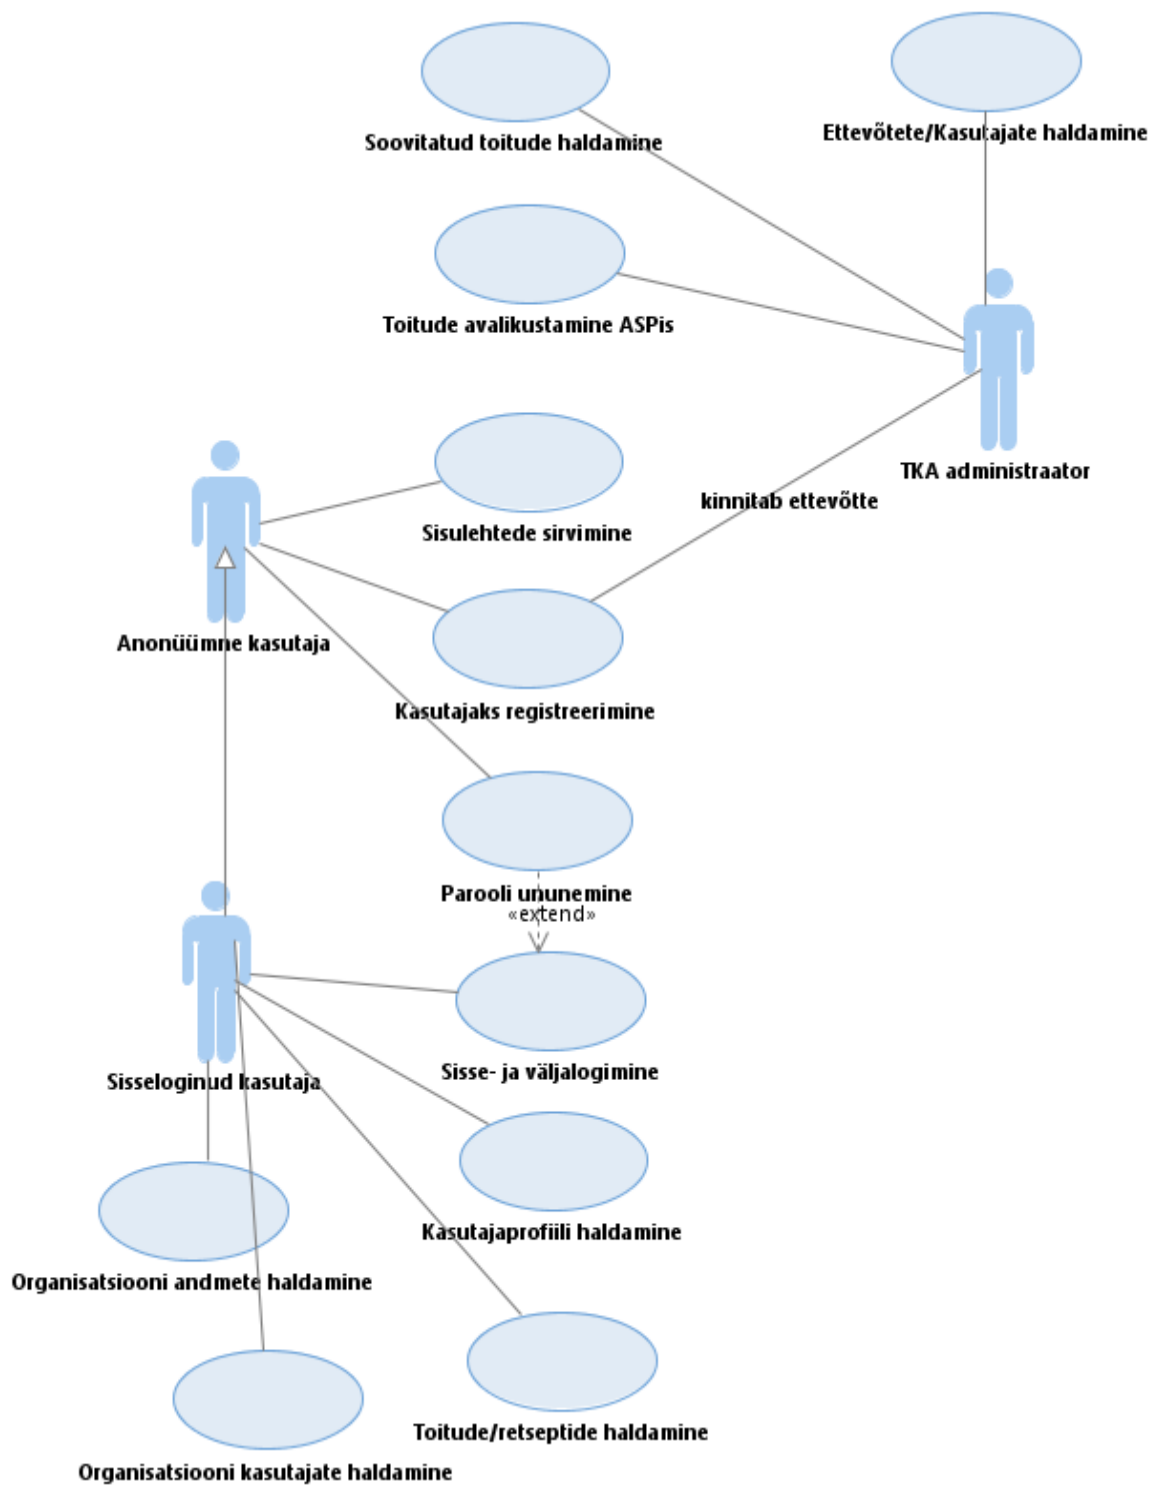 Ettevõtete/Kasutajate haldamine
Soovitatud toitude haldamine
Toitude avalikustamine ASPis
TKA administraator
kinnitab ettevõtte
Sisulehtede sirvimine
Anonüümne kasutaja
Kasutajaks registreerimine
Parooli ununemine
«extend»
Sisse- ja väljalogimine
Sisseloginud kasutaja
Kasutajaprofiili haldamine
Organisatsiooni andmete haldamine
Toitude/retseptide haldamine
Organisatsiooni kasutajate haldamine